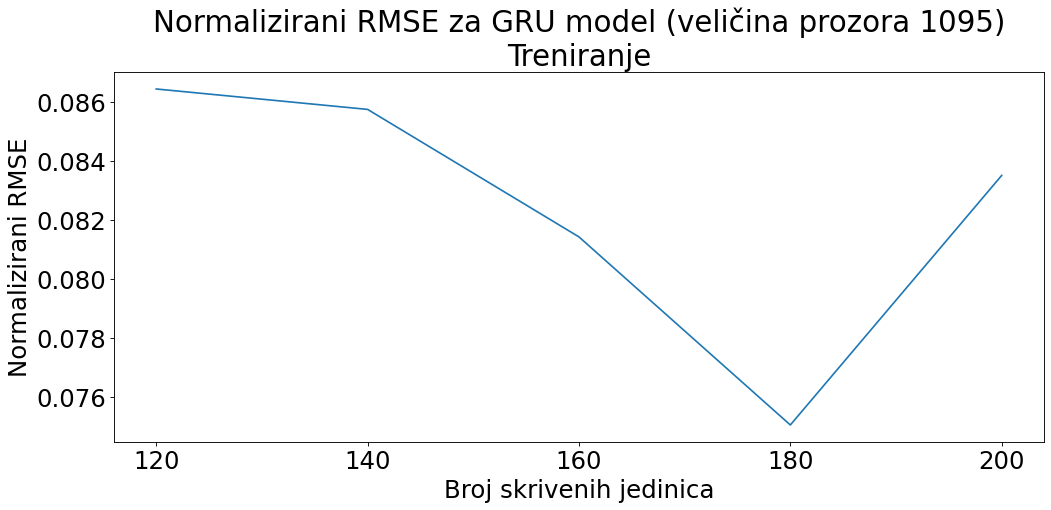 Normalizirani RMSE za GRU model (veličina prozora 1095)
Treniranje
Normalizirani RMSE
0.086
0.084
0.082
0.080
0.078
0.076
120 140 160 180 200
Broj skrivenih jedinica